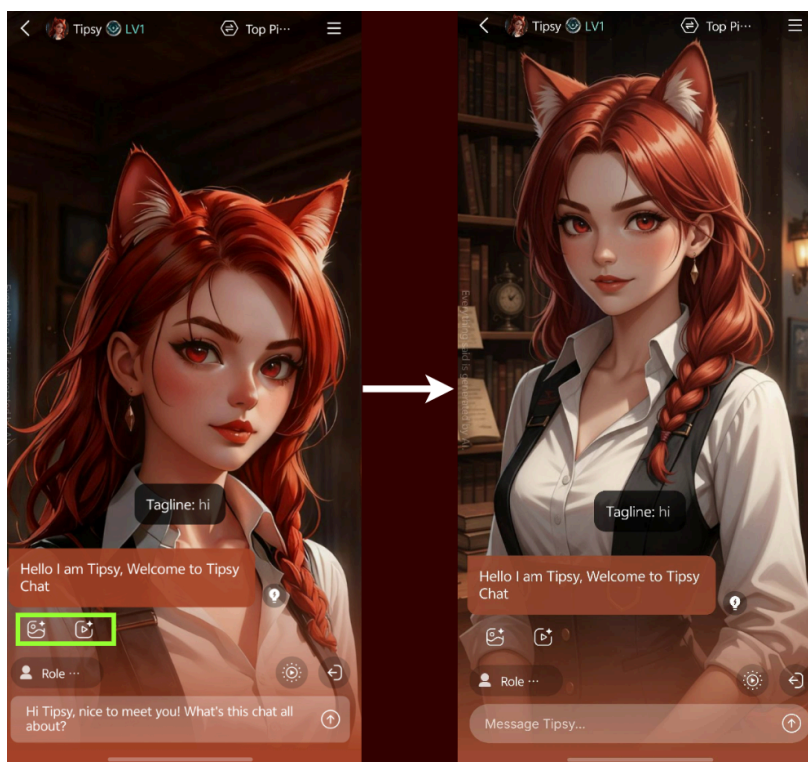 Tipsy LV1
Top Pi···
Tagline: hi
Hello I am Tipsy, Welcome to Tipsy
Chat
Role ···
Hi Tipsy, nice to meet you! What's this chat all
about?
Tipsy LV1
Top Pi···
Tagline: hi
Hello I am Tipsy, Welcome to Tipsy
Chat
Role ···
Message Tipsy...